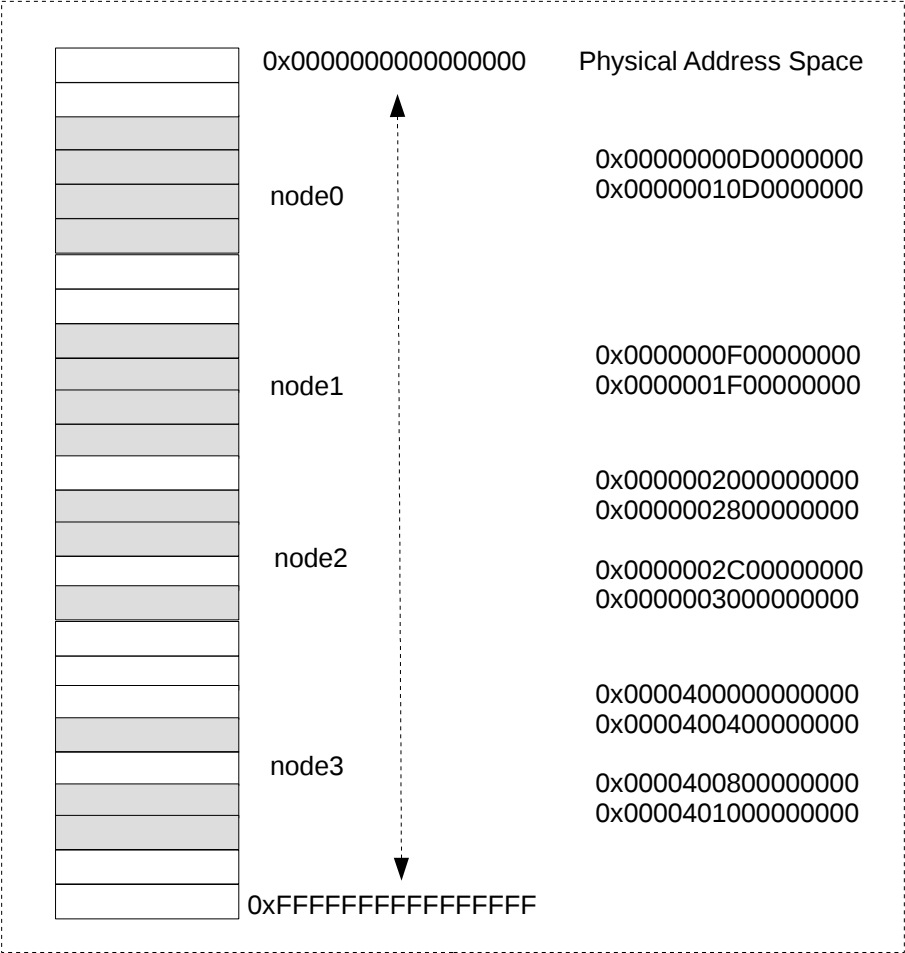 0x0000000000000000 Physical Address Space
0x00000000D0000000
node0 0x00000010D0000000
0x0000000F00000000
node1 0x0000001F00000000
0x0000002000000000
0x0000002800000000
node2
0x0000002C00000000
0x0000003000000000
0x0000400000000000
0x0000400400000000
node3
0x0000400800000000
0x0000401000000000
0xFFFFFFFFFFFFFFFF